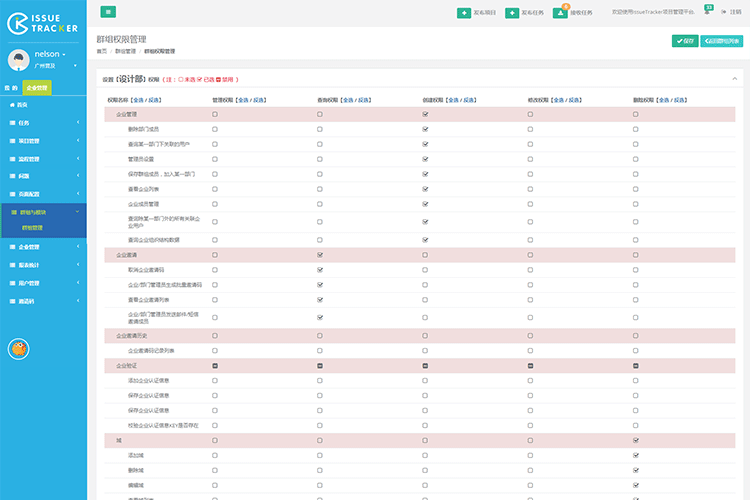 ISSUE
TRACKER
nelson
企业管理
首页
任务
项目管理
流程管理
问题
页面配置
群组与模块
群组管理
企业管理
报表统计
用户管理
邀请码
发布项目
发布任务
6
接收任务
欢迎使用IssueTracker项目管理平台.
23
注销
群组权限管理
首页 / 群组管理 / 群组权限管理
保存
返回群组列表
设置 [设计部] 权限 ( 注： 未选 已选 禁用 )
权限名称【全选 / 反选】 管理权限【全选 / 反选】 查询权限【全选 / 反选】 创建权限【全选 / 反选】 修改权限【全选 / 反选】 删除权限【全选 / 反选】
企业管理
删除部门成员
查询某一部门下关联的用户
管理员设置
保存群组成员，加入某一部门
查看企业列表
企业成员管理
查询除某一部门外的所有关联企
业用户
查询企业组织结构数据
企业邀请
取消企业邀请码
企业/部门管理员生成批量邀请码
查看企业邀请列表
企业/部门管理员发送邮件/短信
邀请成员
企业邀请历史
企业邀请码记录列表
企业验证
添加企业认证信息
保存企业认证信息
保存企业认证信息
校验企业认证信息KEY是否存在
域
添加域
删除域
编辑域